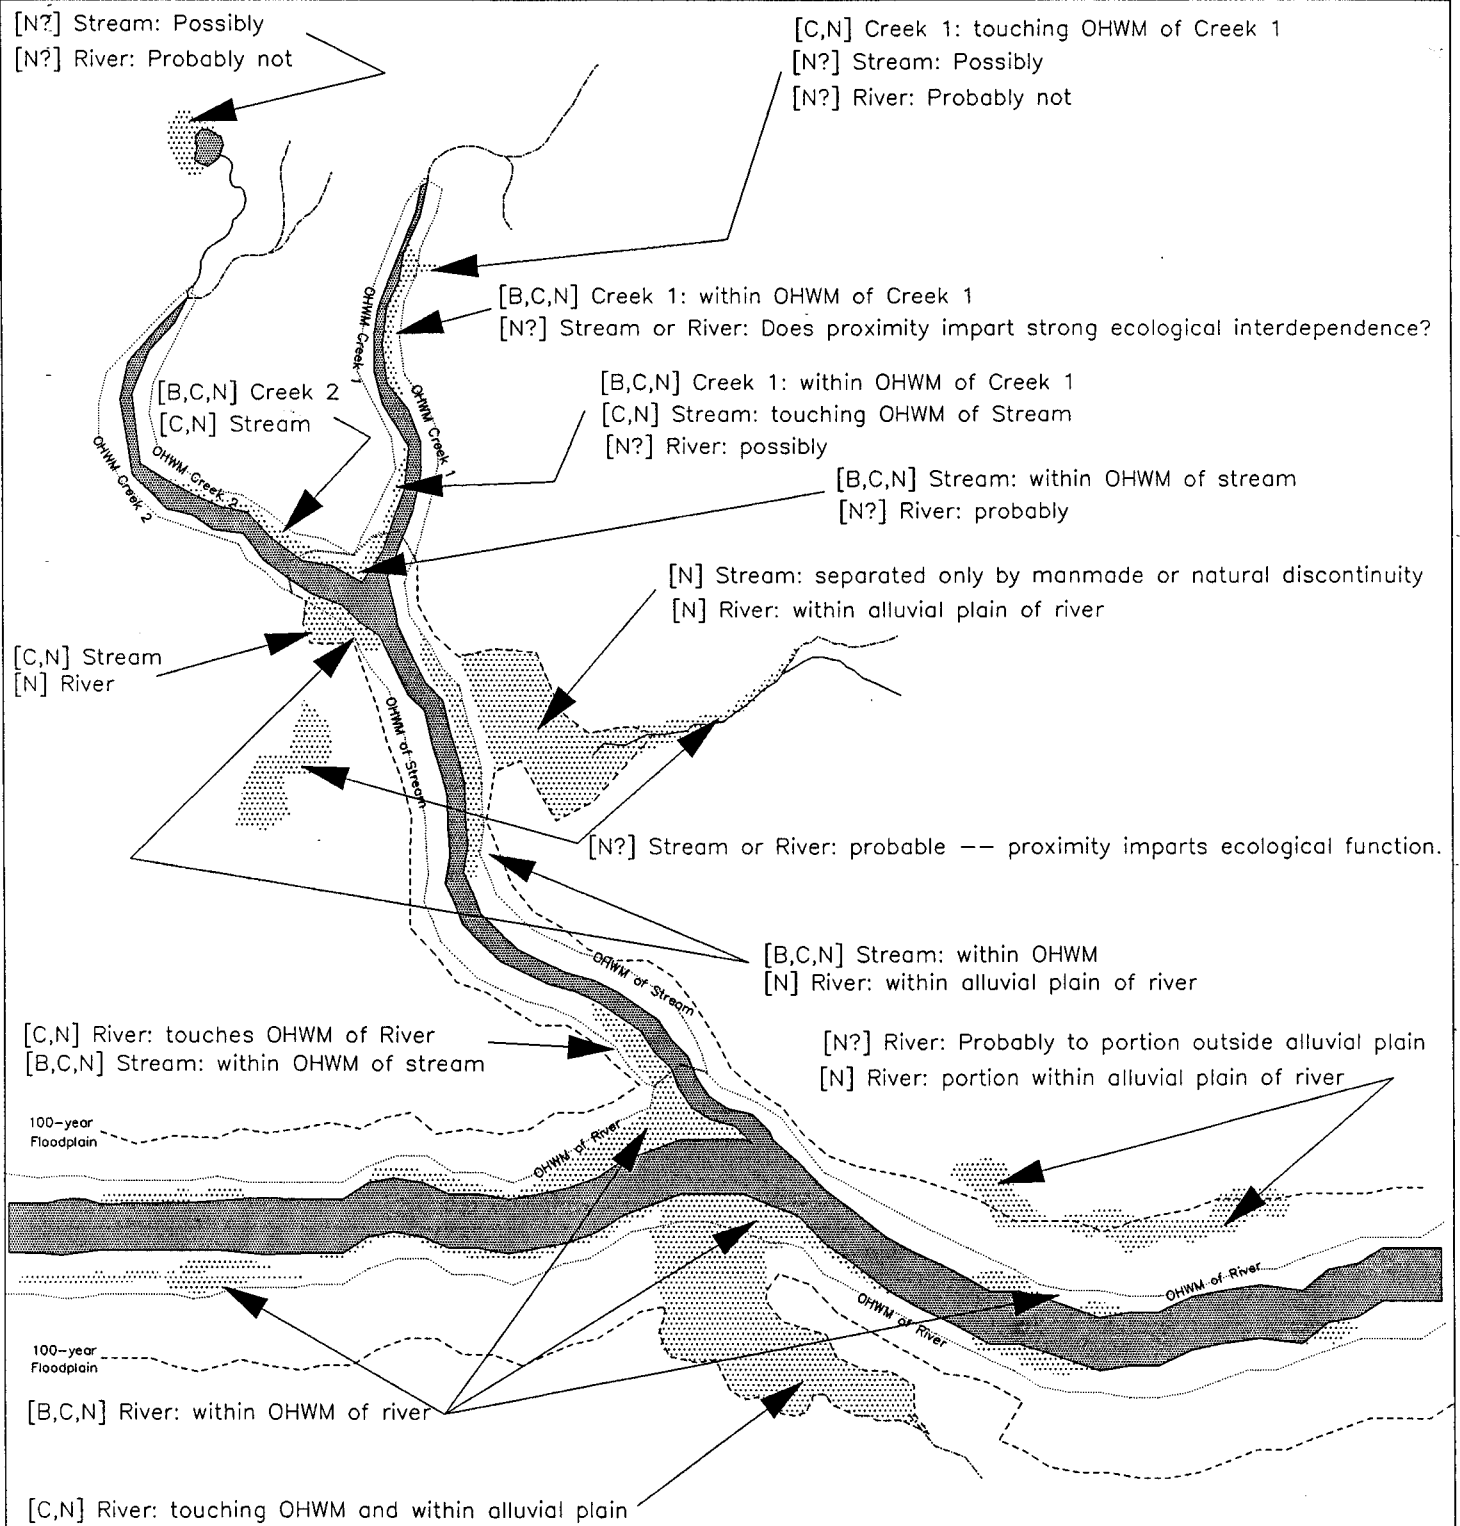 [N?] Stream: Possibly
[N?] River: Probably not
[C,N] Creek 1: touching OHWM of Creek 1
[N?] Stream: Possibly
[N?] River: Probably not
[B,C,N] Creek 1: within OHWM of Creek 1
[N?] Stream or River: Does proximity impart strong ecological interdependence?
OHWM Creek 1
[B,C,N] Creek 2
[C,N] Stream
[B,C,N] Creek 1: within OHWM of Creek 1
[C,N] Stream: touching OHWM of Stream
[N?] River: possibly
OHWM Creek 1
OHWM Creek 2
OHWM Creek 2
[B,C,N] Stream: within OHWM of stream
[N?] River: probably
[N] Stream: separated only by manmade or natural discontinuity
[N] River: within alluvial plain of river
[C,N] Stream
[N] River
OHWM of Stream
[N?] Stream or River: probable -- proximity imparts ecological function.
[B,C,N] Stream: within OHWM
[N] River: within alluvial plain of river
OHWM of Stream
[C,N] River: touches OHWM of River
[B,C,N] Stream: within OHWM of stream
[N?] River: Probably to portion outside alluvial plain
[N] River: portion within alluvial plain of river
100-year
Floodplain
OHWM of River
OHWM of River
OHWM of River
100-year
Floodplain
[B,C,N] River: within OHWM of river
[C,N] River: touching OHWM and within alluvial plain